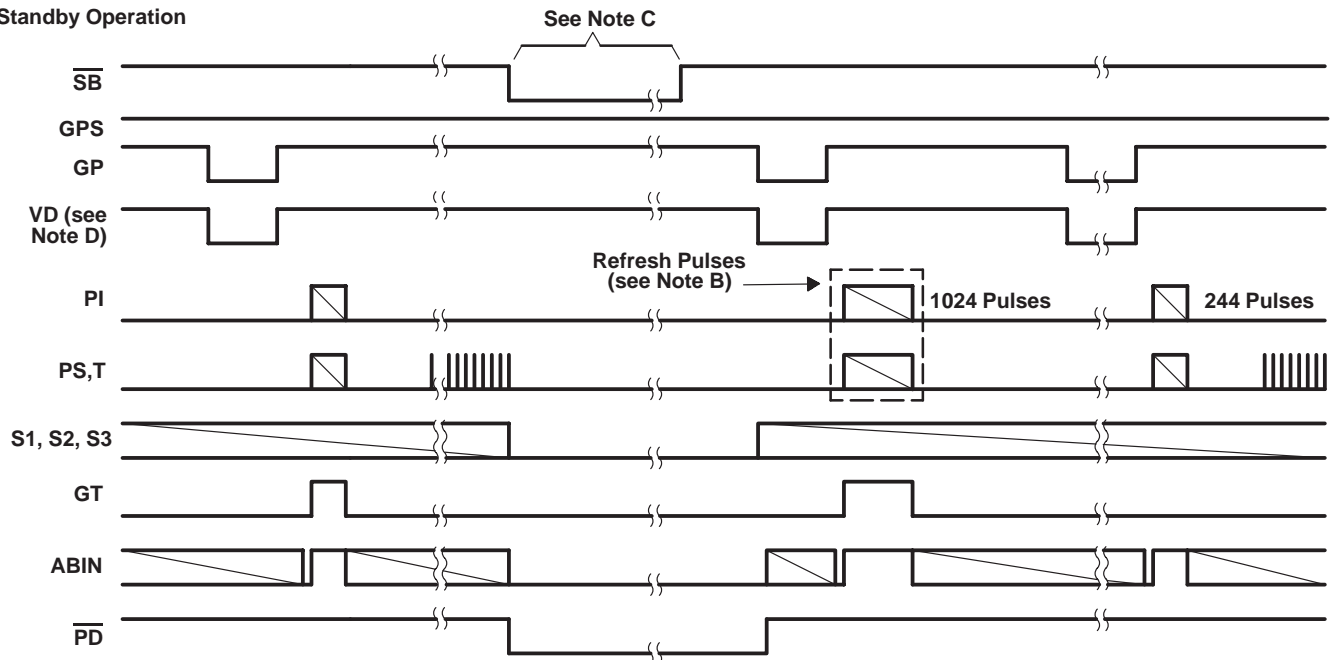 Standby Operation
See Note C
SB
GPS
GP
VD (see
Note D)
Refresh Pulses
(see Note B)
PI
1024 Pulses
244 Pulses
PS,T
S1, S2, S3
GT
ABIN
PD